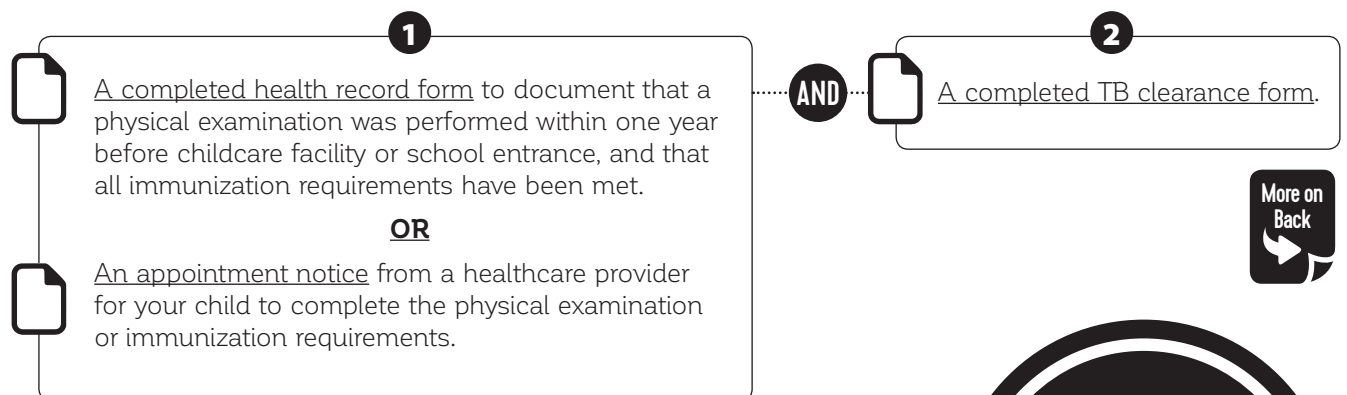 1
A completed health record form to document that a
physical examination was performed within one year
before childcare facility or school entrance, and that
all immunization requirements have been met.
OR
An appointment notice from a healthcare provider
for your child to complete the physical examination
or immunization requirements.
AND
2
A completed TB clearance form.
More on
Back